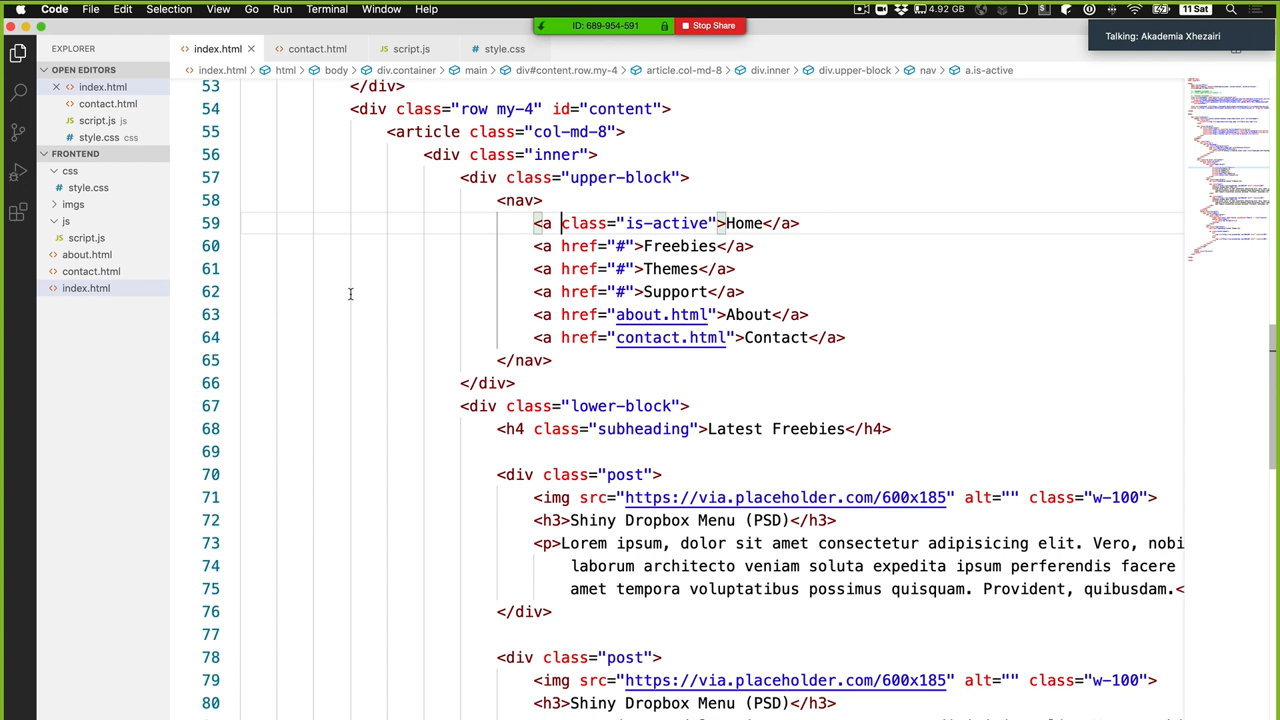 Code File Edit Selection View Go Run Terminal Window Help 4.92 GB 11 Sat
ID: 689-954-591 Stop Share
Talking: Akademia Xhezairi
EXPLORER
OPEN EDITORS
index.html
contact.html
script.js js
style.css css
FRONTEND
css
style.css
imgs
js
script.js
about.html
contact.html
index.html
index.html contact.html JS script.js # style.css
index.html › html › body › div.container › main › div#content.row.my-4 › article.col-md-8 › div.inner › div.upper-block › nav › a.is-active
53 </div>
54 <div class="row my-4" id="content">
55 <article class="col-md-8">
56 <div class="inner">
57 <div class="upper-block">
58 <nav>
59 <a class="is-active">Home</a>
60 <a href="#">Freebies</a>
61 <a href="#">Themes</a>
62 <a href="#">Support</a>
63 <a href="about.html">About</a>
64 <a href="contact.html">Contact</a>
65 </nav>
66 </div>
67 <div class="lower-block">
68 <h4 class="subheading">Latest Freebies</h4>
69
70 <div class="post">
71 <img src="https://via.placeholder.com/600x185" alt="" class="w-100">
72 <h3>Shiny Dropbox Menu (PSD)</h3>
73 <p>Lorem ipsum, dolor sit amet consectetur adipisicing elit. Vero, nobi
74 laborum architecto veniam soluta expedita ipsum perferendis facere
75 amet tempora voluptatibus possimus quisquam. Provident, quibusdam.<
76 </div>
77
78 <div class="post">
79 <img src="https://via.placeholder.com/600x185" alt="" class="w-100">
80 <h3>Shiny Dropbox Menu (PSD)</h3>